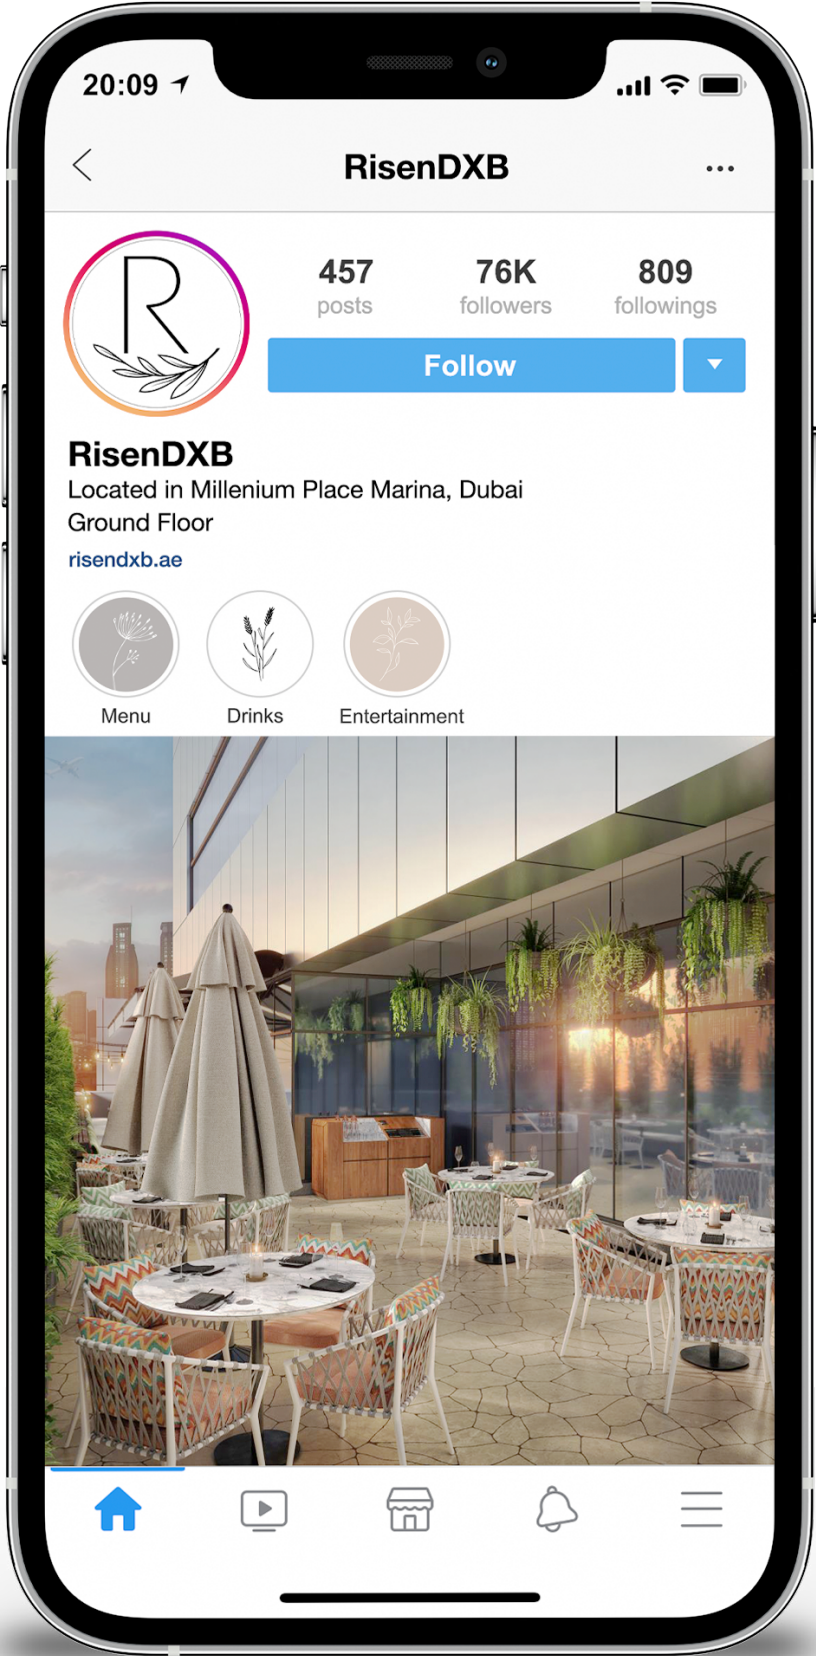 20:09
RisenDXB
R
457 76K 809
posts followers followings
Follow
RisenDXB
Located in Millenium Place Marina, Dubai
Ground Floor
risendxb.ae
Menu Drinks Entertainment